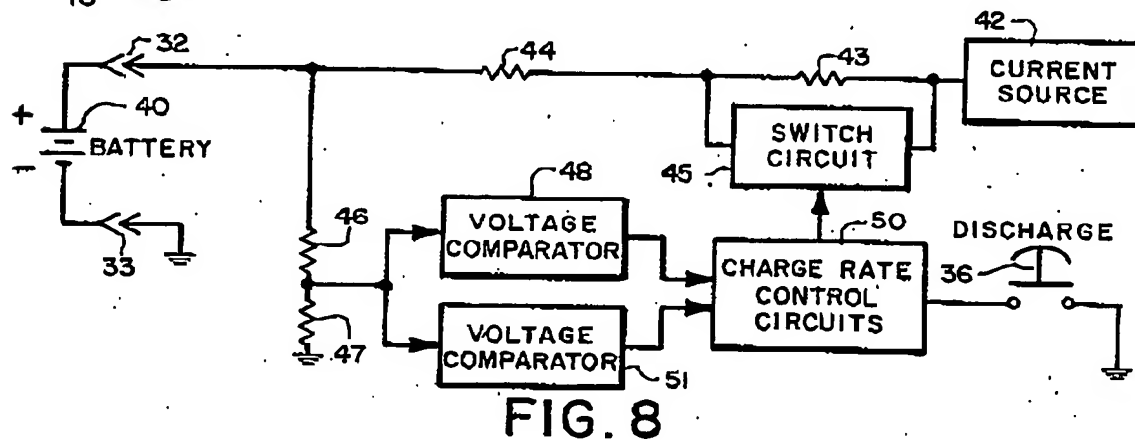 32
44
43
42
CURRENT
SOURCE
+
40
BATTERY
-
SWITCH
CIRCUIT
45
33
46
48
VOLTAGE
COMPARATOR
50
CHARGE RATE
CONTROL
CIRCUITS
DISCHARGE
36
47
VOLTAGE
COMPARATOR
51
FIG. 8